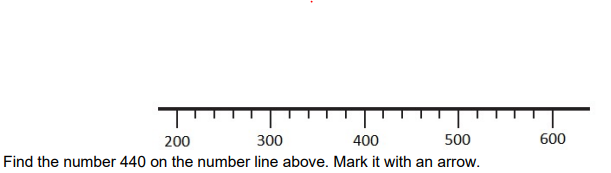 200 300 400 500 600
Find the number 440 on the number line above. Mark it with an arrow.